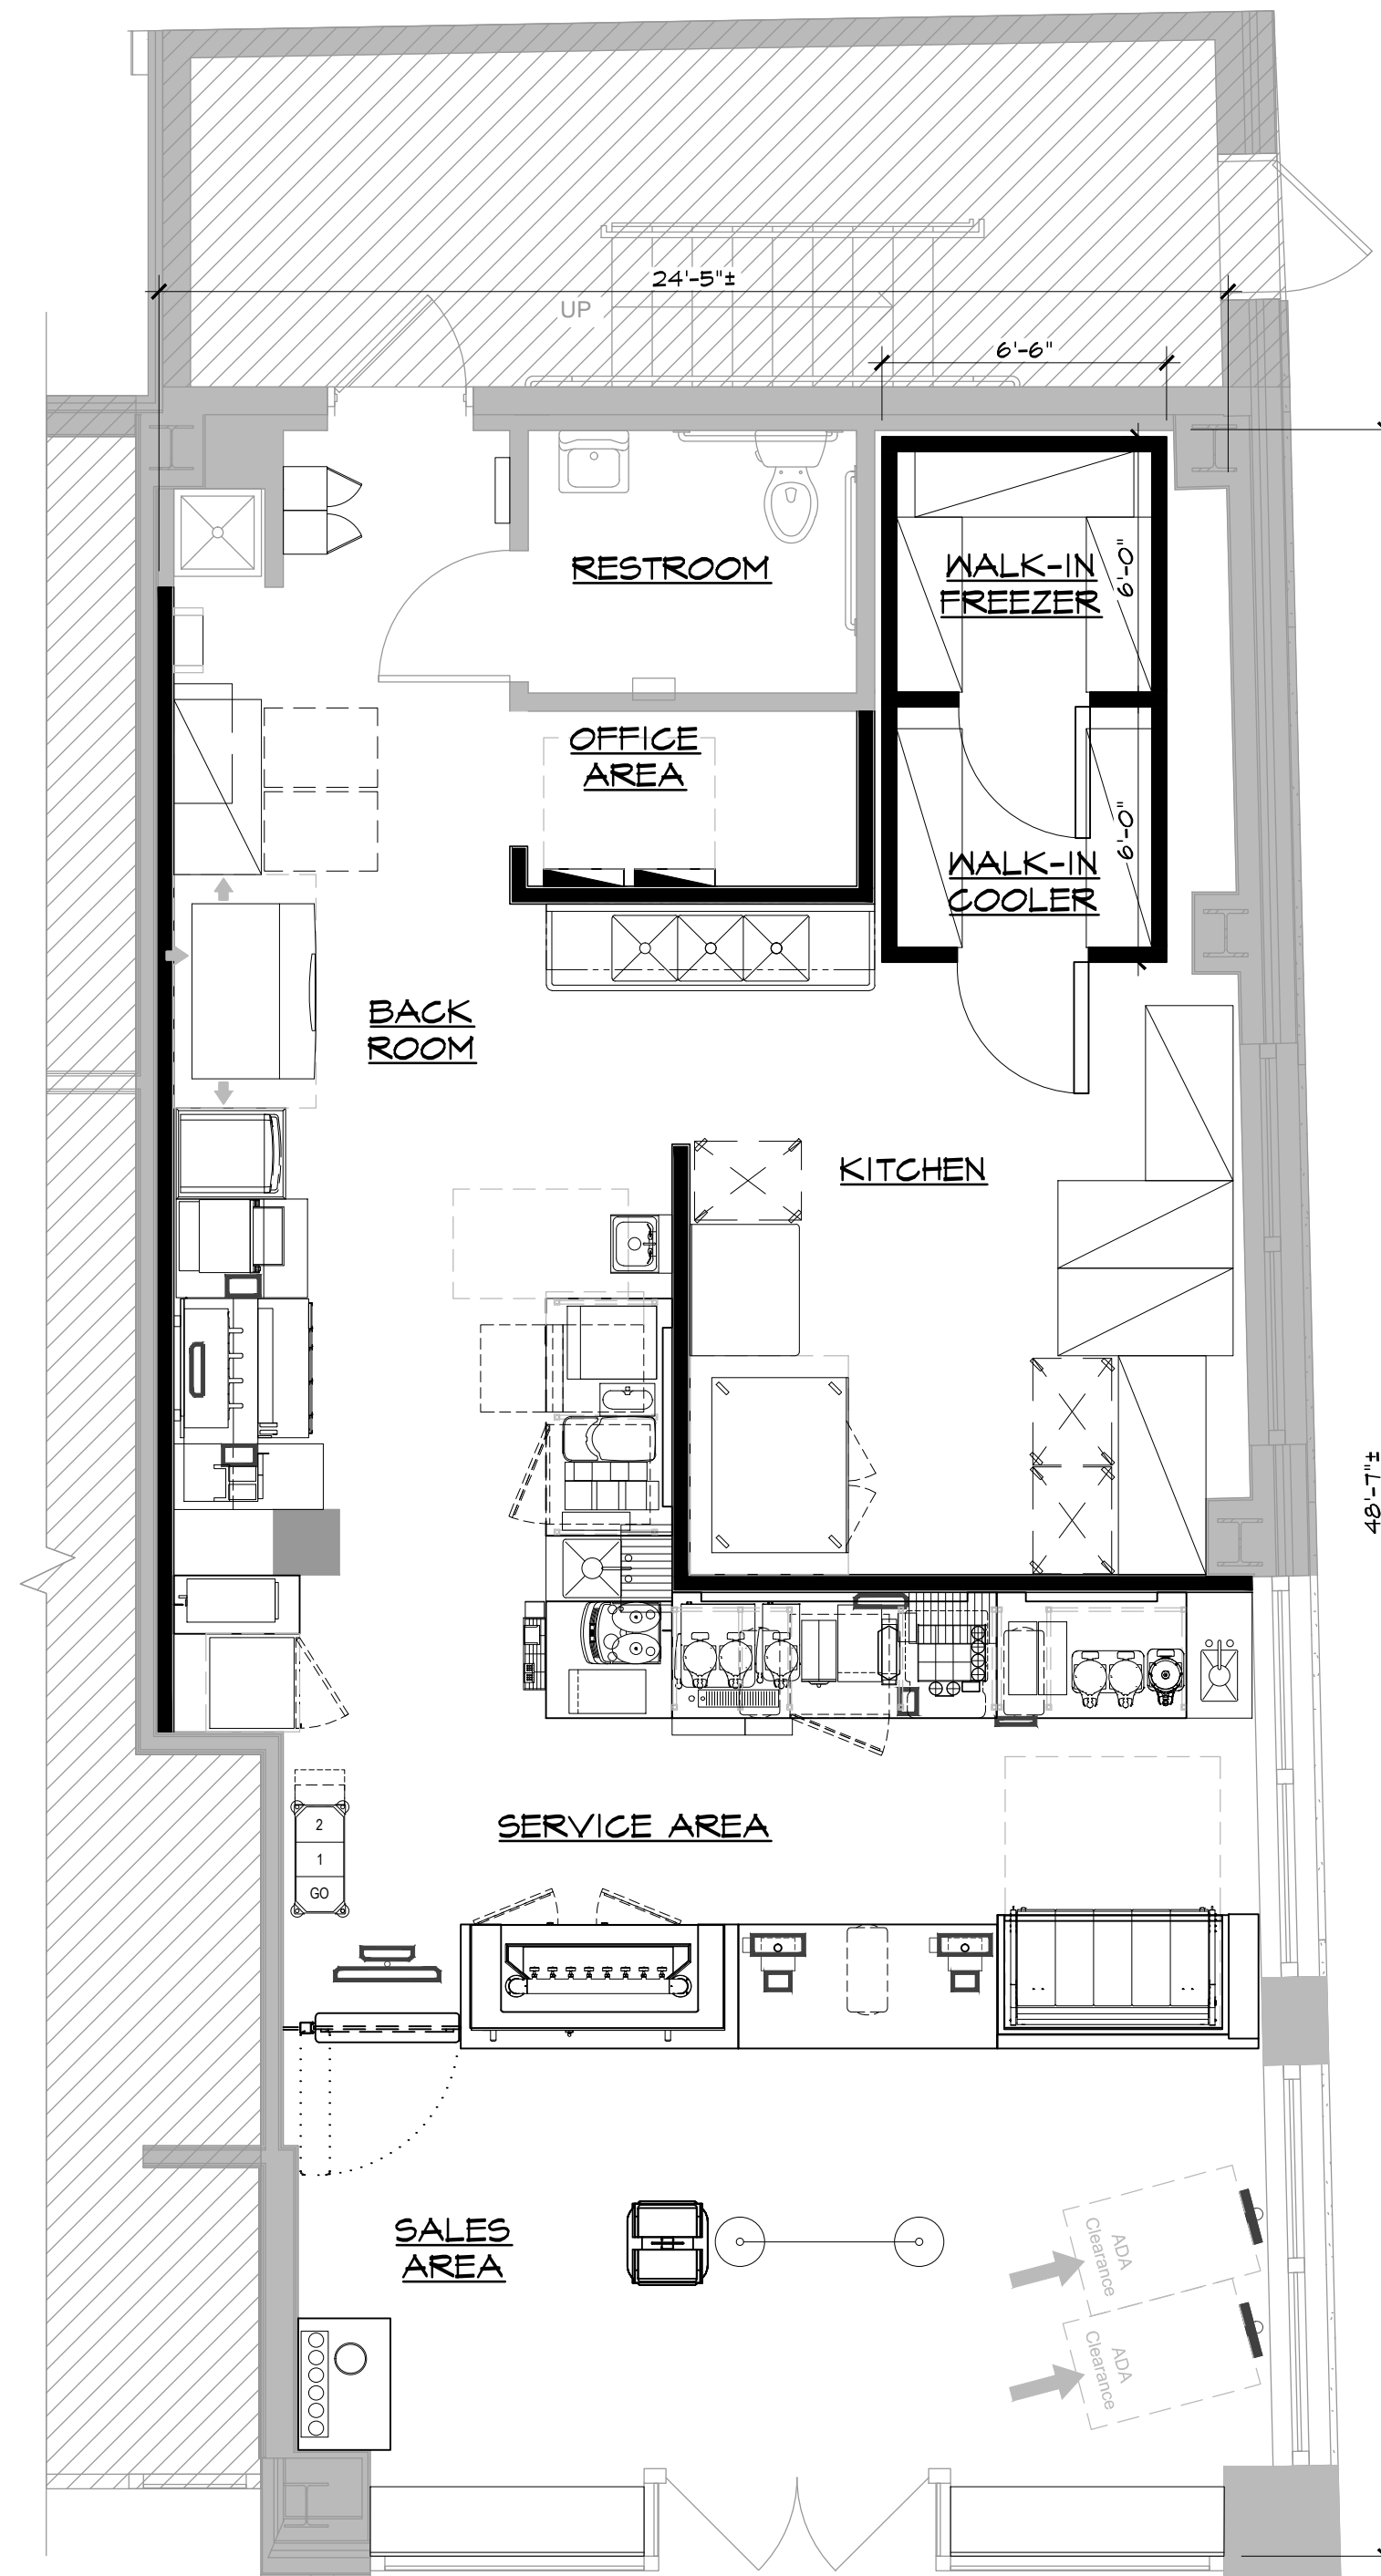 24'-5"±
UP
6'-6"
RESTROOM
WALK-IN
FREEZER
6'-0"
OFFICE
AREA
WALK-IN
COOLER
6'-0"
BACK
ROOM
KITCHEN
48'-7"±
SERVICE AREA
2
1
GO
SALES
AREA
ADA
Clearance
ADA
Clearance